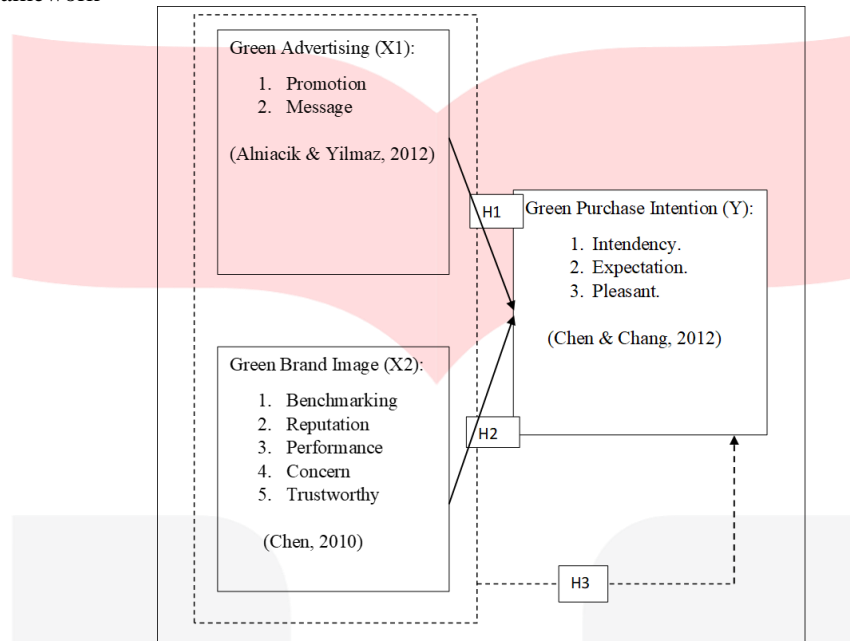 Green Advertising (X1):
1. Promotion
2. Message
(Alniacik & Yilmaz, 2012)
H1
Green Purchase Intention (Y):
1. Intendency.
2. Expectation.
3. Pleasant.
(Chen & Chang, 2012)
Green Brand Image (X2):
1. Benchmarking
2. Reputation
3. Performance
4. Concern
5. Trustworthy
(Chen, 2010)
H2
H3